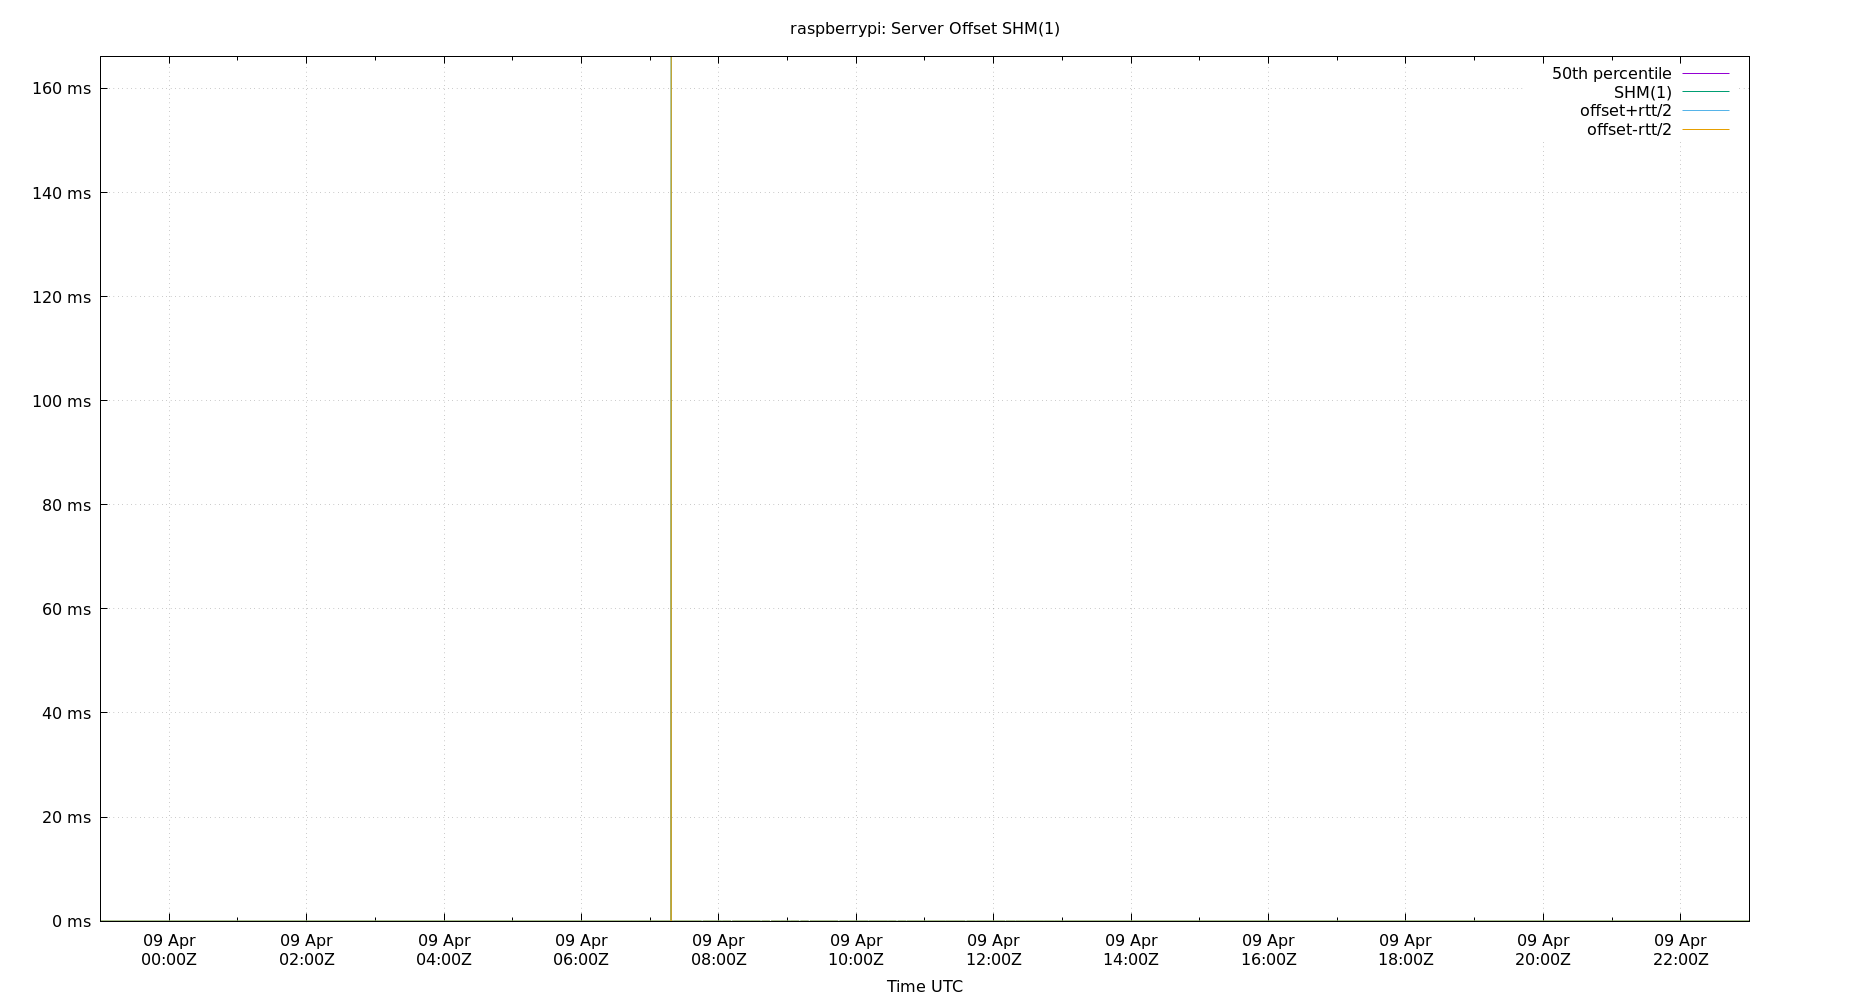 raspberrypi: Server Offset SHM(1)
50th percentile
SHM(1)
offset+rtt/2
offset-rtt/2
160 ms
140 ms
120 ms
100 ms
80 ms
60 ms
40 ms
20 ms
0 ms
09 Apr 09 Apr 09 Apr 09 Apr 09 Apr 09 Apr 09 Apr 09 Apr 09 Apr 09 Apr 09 Apr 09 Apr
00:00Z 02:00Z 04:00Z 06:00Z 08:00Z 10:00Z 12:00Z 14:00Z 16:00Z 18:00Z 20:00Z 22:00Z
Time UTC